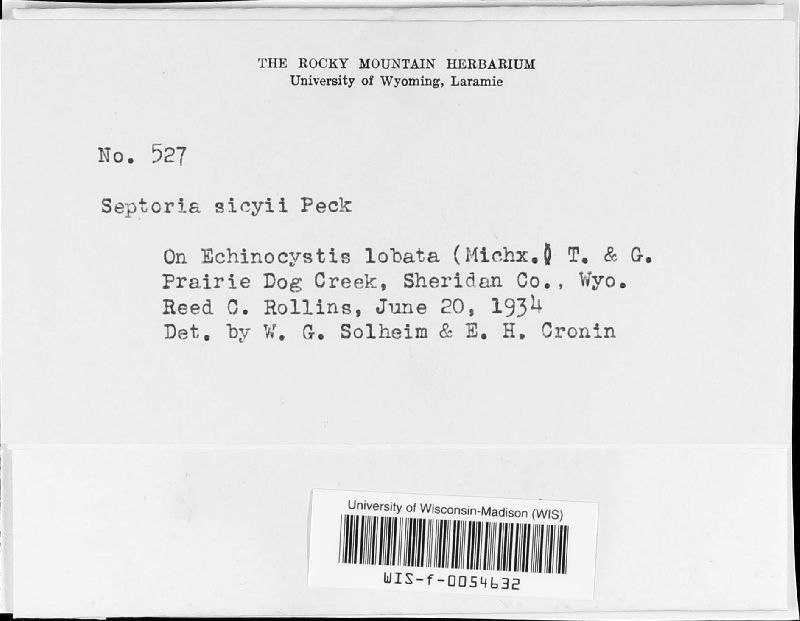 THE ROCKY MOUNTAIN HERBARIUM
University of Wyoming, Laramie
No. 527
Septoria sicyii Peck
On Echinocystis lobata (Michx.) T. & G.
Prairie Dog Creek, Sheridan Co., Wyo.
Reed C. Rollins, June 20, 1934
Det. by W. G. Solheim & E. H. Cronin
University of Wisconsin-Madison (WIS)
WIS-f-0054632